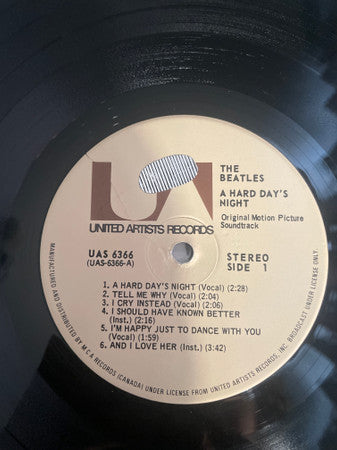 UA
UNITED ARTISTS RECORDS
THE
BEATLES
A HARD DAY'S
NIGHT
Original Motion Picture
Soundtrack
UAS 6366
(UAS-6366-A)
STEREO
SIDE 1
1. A HARD DAY'S NIGHT (Vocal) (2:28)
2. TELL ME WHY (Vocal) (2:04)
3. I CRY INSTEAD (Vocal) (2:06)
4. I SHOULD HAVE KNOWN BETTER
(Inst.) (2:16)
5. I'M HAPPY JUST TO DANCE WITH YOU
(Vocal) (1:59)
6. AND I LOVE HER (Inst.) (3:42)
MANUFACTURED AND DISTRIBUTED BY M.C.A. RECORDS (CANADA) UNDER LICENSE FROM UNITED ARTISTS RECORDS, INC. BROADCAST UNDER LICENSE ONLY.